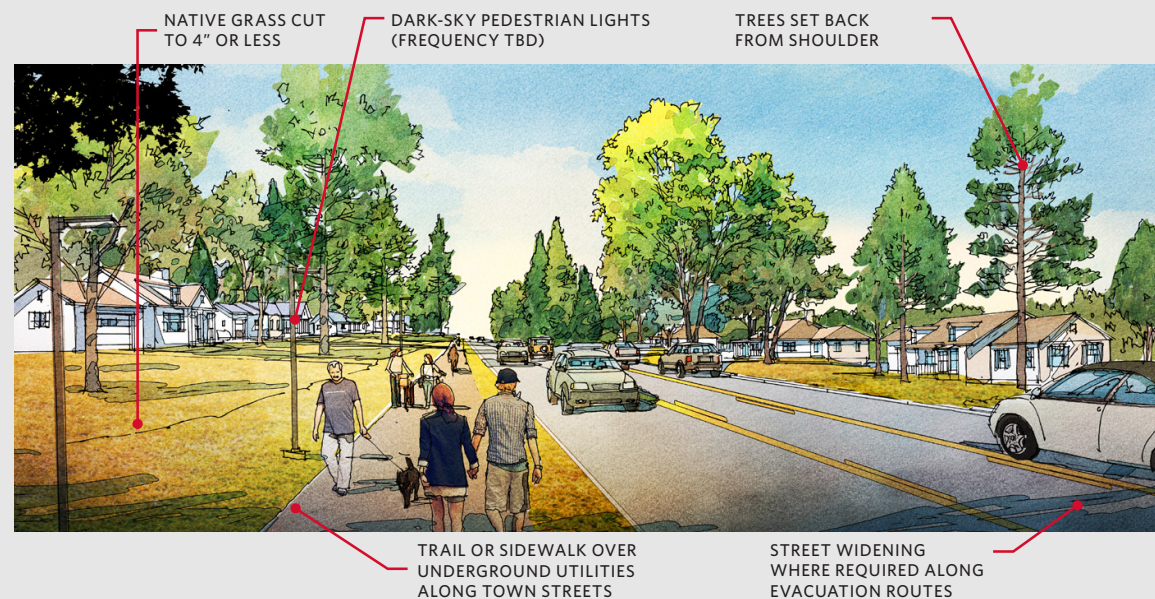 NATIVE GRASS CUT
TO 4” OR LESS
DARK-SKY PEDESTRIAN LIGHTS
(FREQUENCY TBD)
TREES SET BACK
FROM SHOULDER
TRAIL OR SIDEWALK OVER
UNDERGROUND UTILITIES
ALONG TOWN STREETS
STREET WIDENING
WHERE REQUIRED ALONG
EVACUATION ROUTES